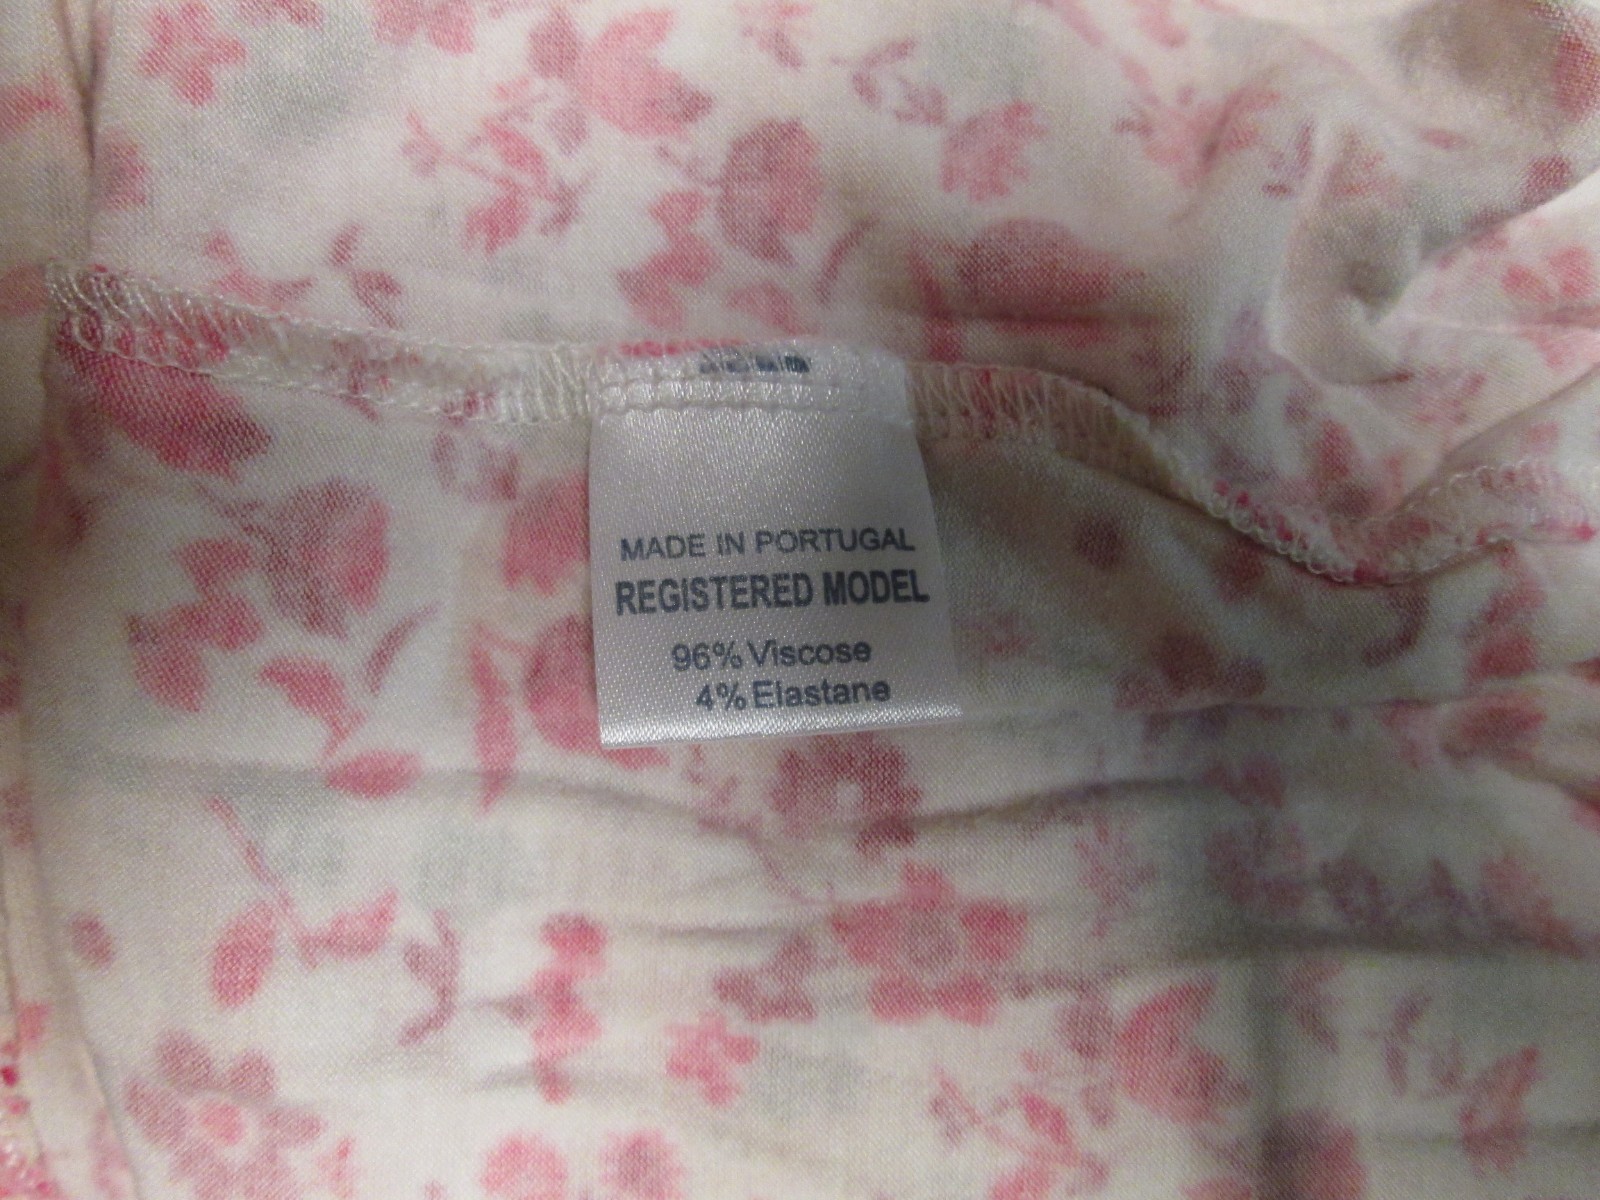 MADE IN PORTUGAL
REGISTERED MODEL
96% Viscose
4% Elastane